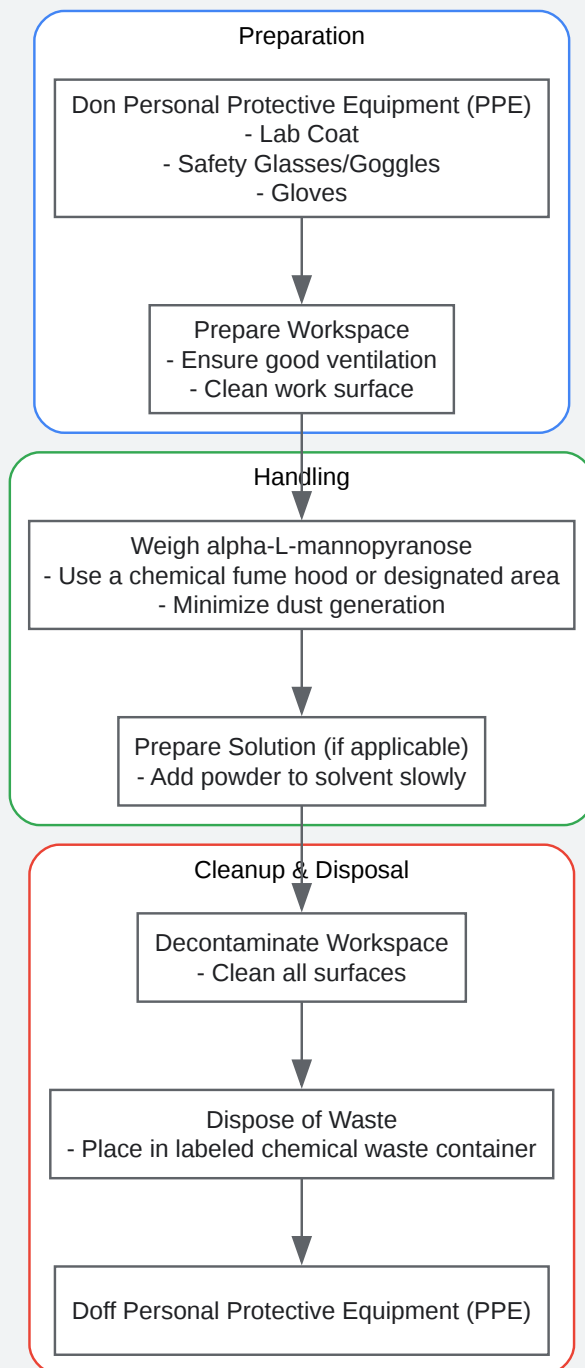 Preparation
Don Personal Protective Equipment (PPE)
- Lab Coat
- Safety Glasses/Goggles
- Gloves
Prepare Workspace
- Ensure good ventilation
- Clean work surface
Handling
Weigh alpha-L-mannopyranose
- Use a chemical fume hood or designated area
- Minimize dust generation
Prepare Solution (if applicable)
- Add powder to solvent slowly
Cleanup & Disposal
Decontaminate Workspace
- Clean all surfaces
Dispose of Waste
- Place in labeled chemical waste container
Doff Personal Protective Equipment (PPE)